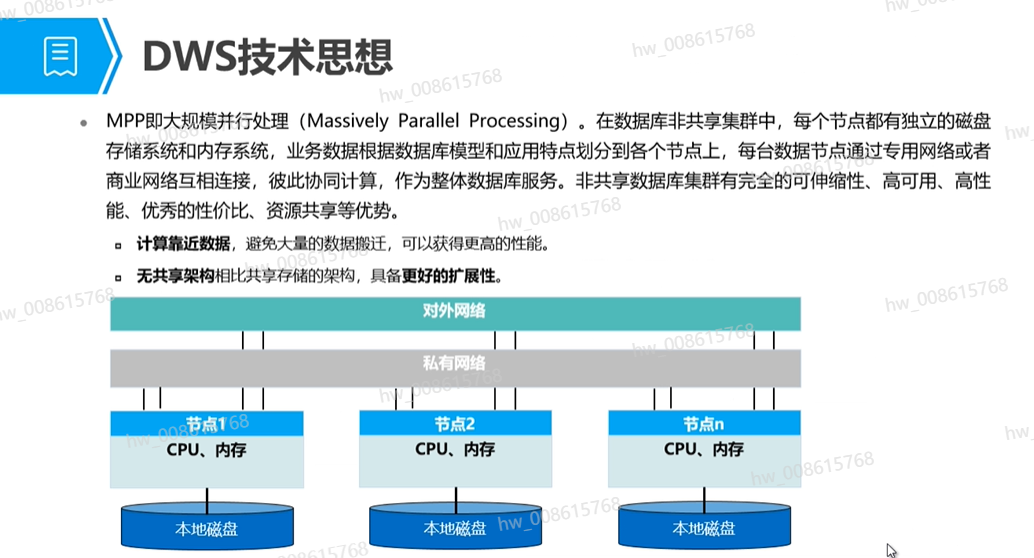 DWS技术思想
● MPP即大规模并行处理（Massively Parallel Processing）。在数据库非共享集群中，每个节点都有独立的磁盘
存储系统和内存系统，业务数据根据数据库模型和应用特点划分到各个节点上，每台数据节点通过专用网络或者
商业网络互相连接，彼此协同计算，作为整体数据库服务。非共享数据库集群有完全的可伸缩性、高可用、高性
能、优秀的性价比、资源共享等优势。
计算靠近数据，避免大量的数据搬迁，可以获得更高的性能。
无共享架构相比共享存储的架构，具备更好的扩展性。
对外网络
私有网络
节点1 节点2 节点n
CPU、内存 CPU、内存 CPU、内存
本地磁盘 本地磁盘 本地磁盘
hw_008615768